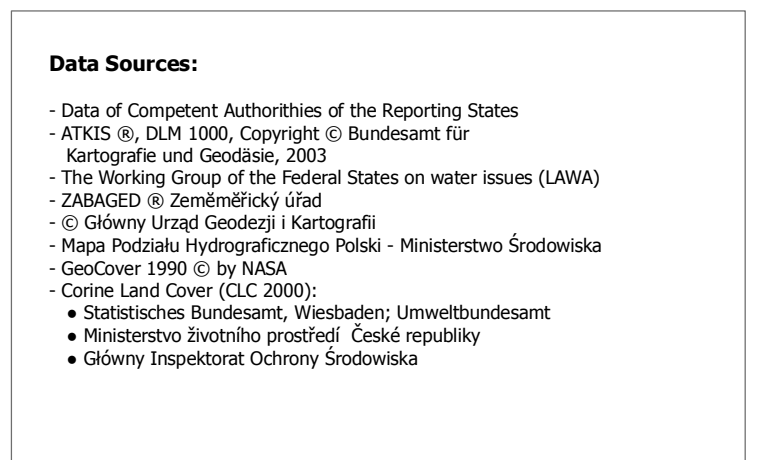 Data Sources:
- Data of Competent Authorithies of the Reporting States
- ATKIS ®, DLM 1000, Copyright © Bundesamt für
Kartografie und Geodäsie, 2003
- The Working Group of the Federal States on water issues (LAWA)
- ZABAGED ® Zeměměřický úřad
- © Główny Urząd Geodezji i Kartografii
- Mapa Podziału Hydrograficznego Polski - Ministerstwo Środowiska
- GeoCover 1990 © by NASA
- Corine Land Cover (CLC 2000):
● Statistisches Bundesamt, Wiesbaden; Umweltbundesamt
● Ministerstvo životního prostředí České republiky
● Główny Inspektorat Ochrony Środowiska